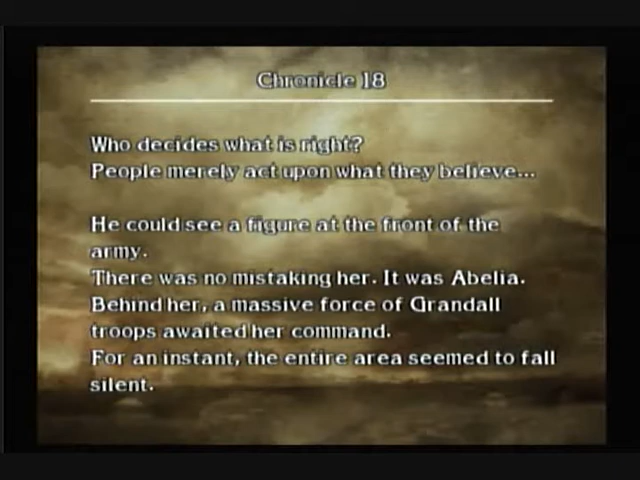 Chronicle 18
Who decides what is right?
People merely act upon what they believe...
He could see a figure at the front of the
army.
There was no mistaking her. It was Abelia.
Behind her, a massive force of Grandall
troops awaited her command.
For an instant, the entire area seemed to fall
silent.